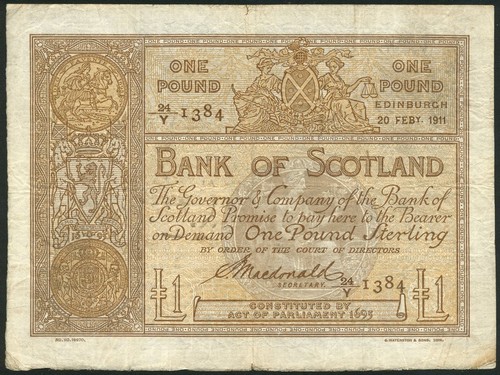 ONE POUND
ONE POUND
24/Y 1384
EDINBURGH
20 FEBY 1911
BANK OF SCOTLAND
The Governor & Company of the Bank of
Scotland Promise to pay here to the Bearer
on Demand One Pound Sterling
BY ORDER OF THE COURT OF DIRECTORS
J Macdonald
SECRETARY.
24/Y 1384
£1
£1
CONSTITUTED BY
ACT OF PARLIAMENT 1695